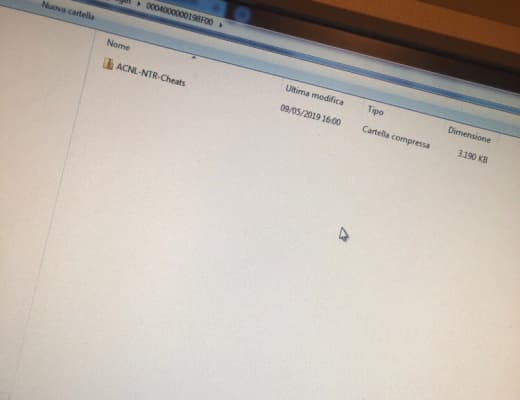 0004000000198F00
Nuova cartella
Nome Ultima modifica Tipo Dimensione
ACNL-NTR-Cheats 09/05/2019 16:00 Cartella compressa 3.190 KB